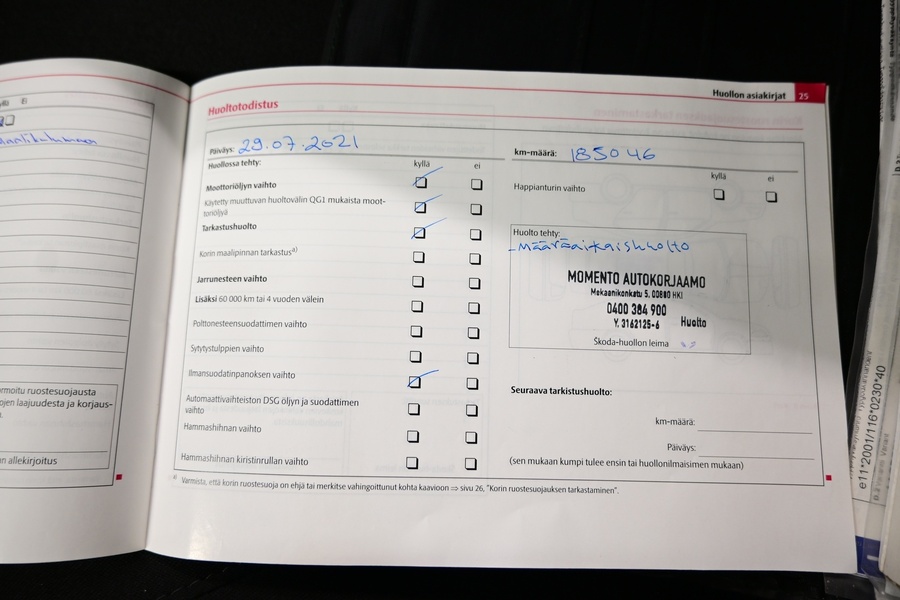 Huollon asiakirjat 25
Huoltotodistus
Päiväys: 29.07.2021
km-määrä: 185046
Huollossa tehty: kyllä ei
Moottoriöljyn vaihto
Käytetty muuttuvan huoltovälin QG1 mukaista moot-
toriöljyä
Tarkastushuolto
Korin maalipinnan tarkastus a)
Jarrunesteen vaihto
Lisäksi 60 000 km tai 4 vuoden välein
Polttonesteensuodattimen vaihto
Sytytystulppien vaihto
Ilmansuodatinpanoksen vaihto
Automaattivaihteiston DSG öljyn ja suodattimen
vaihto
Hammashihnan vaihto
Hammashihnan kiristinrullan vaihto
kyllä ei
Happianturin vaihto
Huolto tehty:
-Määräaikaishuolto
MOMENTO AUTOKORJAAMO
Mekaanikonkatu 5, 00880 HKI
0400 384 900
Y. 3162125-6 Huolto
Škoda-huollon leima
Seuraava tarkistushuolto:
km-määrä:
Päiväys:
(sen mukaan kumpi tulee ensin tai huollonilmaisimen mukaan)
a) Varmista, että korin ruostesuoja on ehjä tai merkitse vahingoittunut kohta kaavioon ⇒ sivu 26, "Korin ruostesuojauksen tarkastaminen".
ei
rmoitu ruostesuojausta
ojen laajuudesta ja korjaus-
n allekirjoitus
e11*2001/116*0230*40